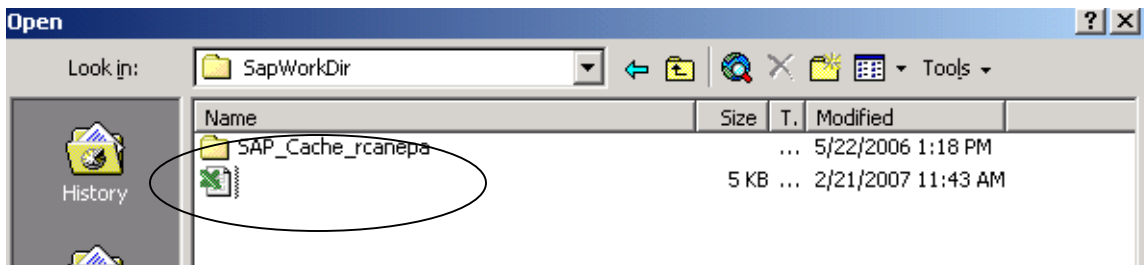 Open
Look in: SapWorkDir Tools
Name Size T. Modified
SAP_Cache_rcanepa ... 5/22/2006 1:18 PM
5 KB ... 2/21/2007 11:43 AM
History